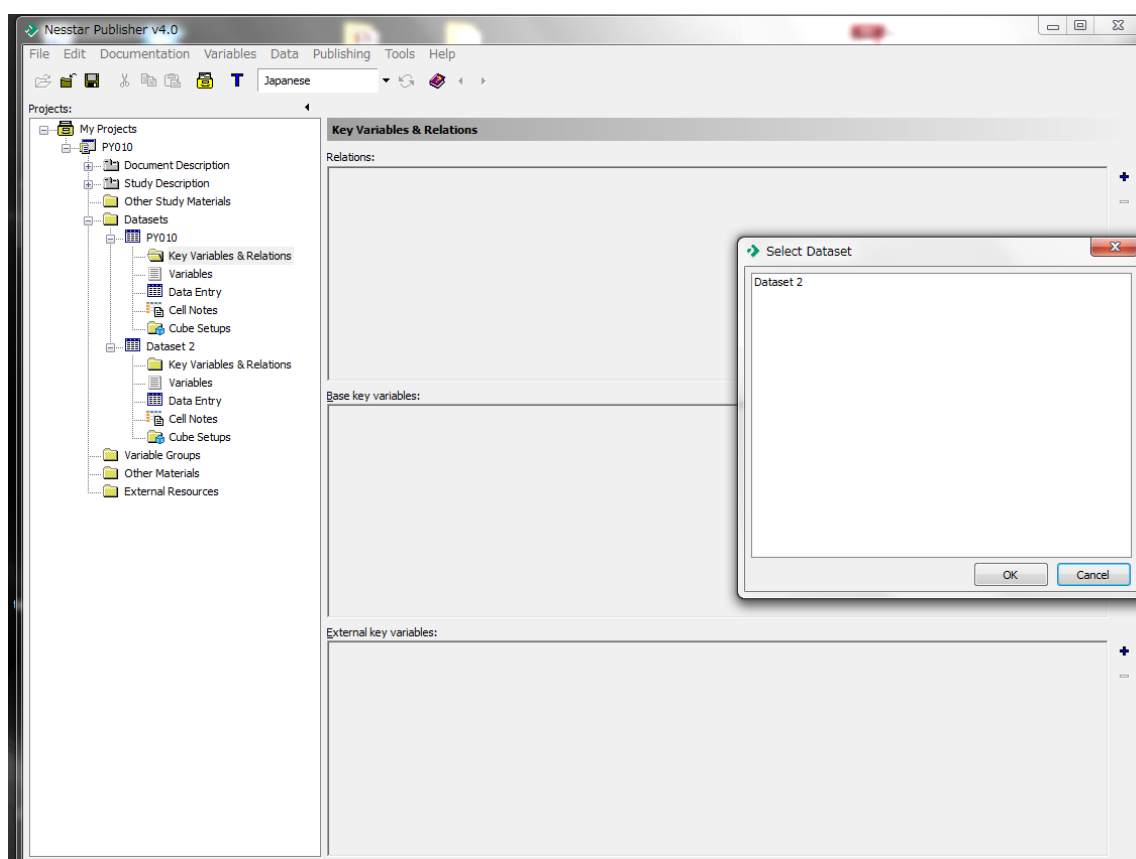 Nesstar Publisher v4.0
File Edit Documentation Variables Data Publishing Tools Help
Japanese
Projects:
My Projects
PY010
Document Description
Study Description
Other Study Materials
Datasets
PY010
Key Variables & Relations
Variables
Data Entry
Cell Notes
Cube Setups
Dataset 2
Key Variables & Relations
Variables
Data Entry
Cell Notes
Cube Setups
Variable Groups
Other Materials
External Resources
Key Variables & Relations
Relations:
Base key variables:
External key variables:
Select Dataset
Dataset 2
OK Cancel